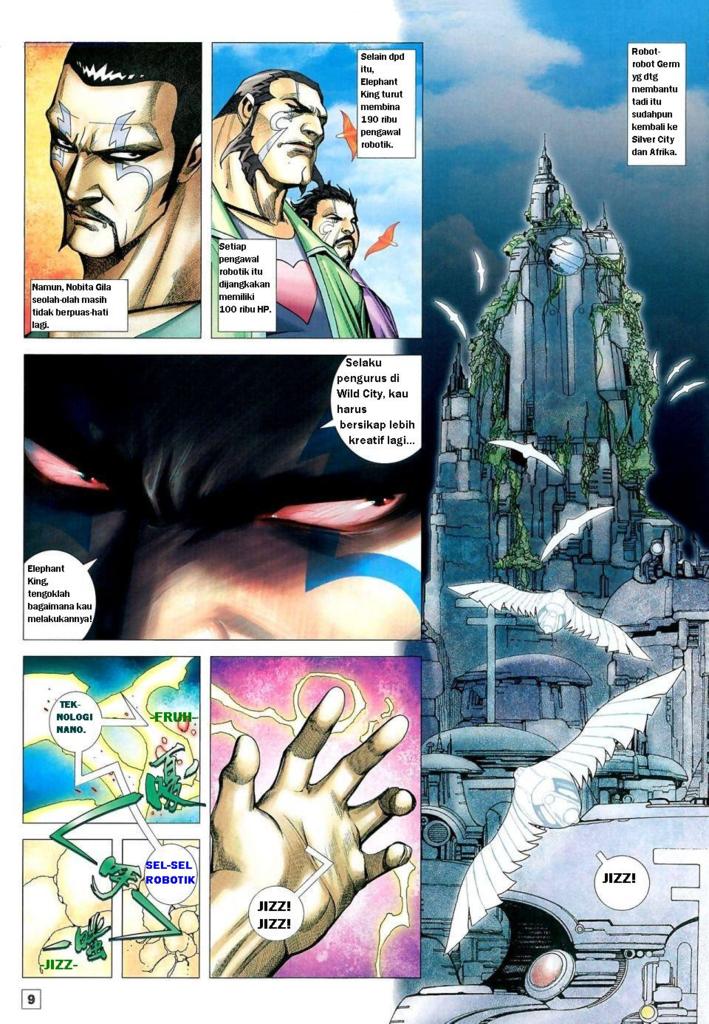 Robot-
robot Germ
yg dtg
membantu
tadi itu
sudahpun
kembali ke
Silver City
dan Afrika.
Selain dpd
itu,
Elephant
King turut
membina
190 ribu
pengawal
robotik.
Setiap
pengawal
robotik itu
dijangkakan
memiliki
100 ribu HP.
Namun, Nobita Gila
seolah-olah masih
tidak berpuas-hati
lagi.
Selaku
pengurus di
Wild City, kau
harus
bersikap lebih
kreatif lagi...
Elephant
King,
tengoklah
bagaimana kau
melakukannya!
TEK-
NOLOGI
NANO.
-FRUH-
SEL-SEL
ROBOTIK
-JIZZ-
JIZZ!
JIZZ!
JIZZ!
9